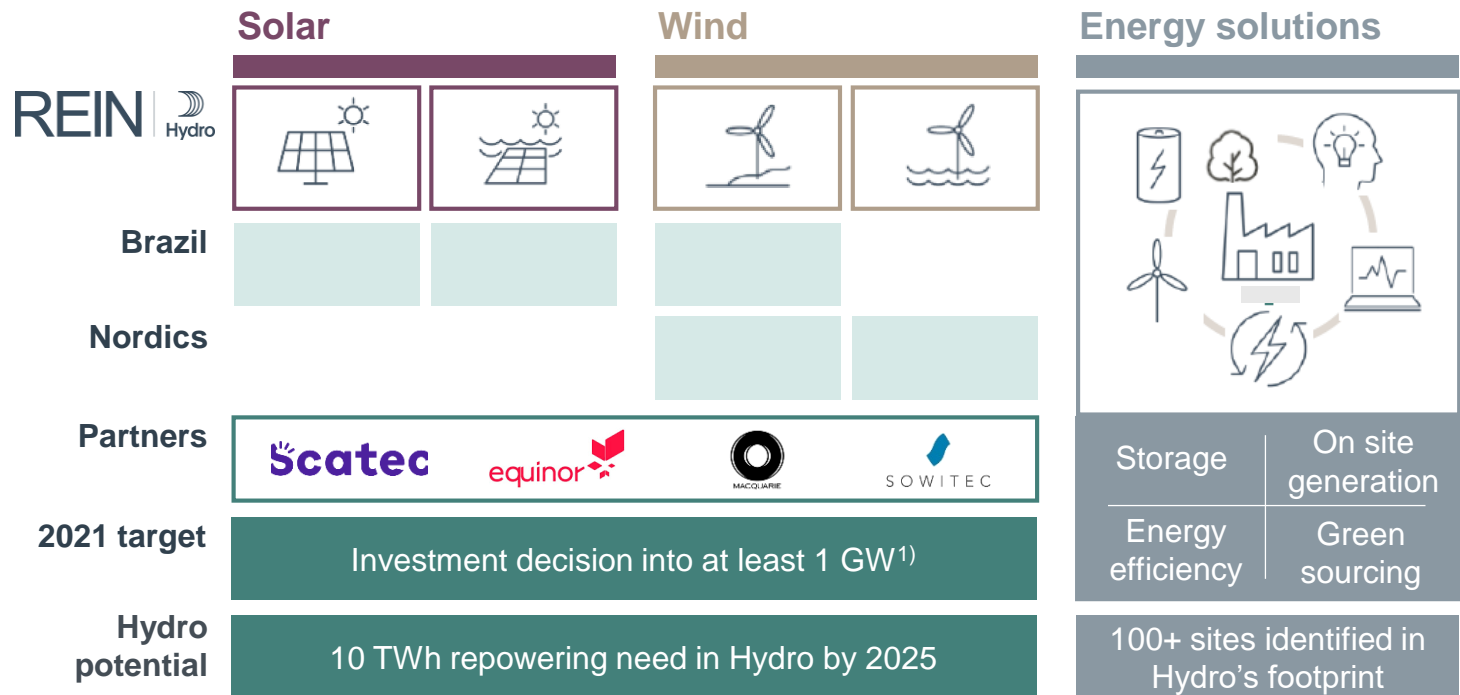 Solar
Wind
Energy solutions
REIN
Hydro
Brazil
Nordics
Partners
Scatec
equinor
MACQUARIE
SOWITEC
Storage
On site
generation
Energy
efficiency
Green
sourcing
2021 target
Investment decision into at least 1 GW1)
Hydro
potential
10 TWh repowering need in Hydro by 2025
100+ sites identified in
Hydro's footprint